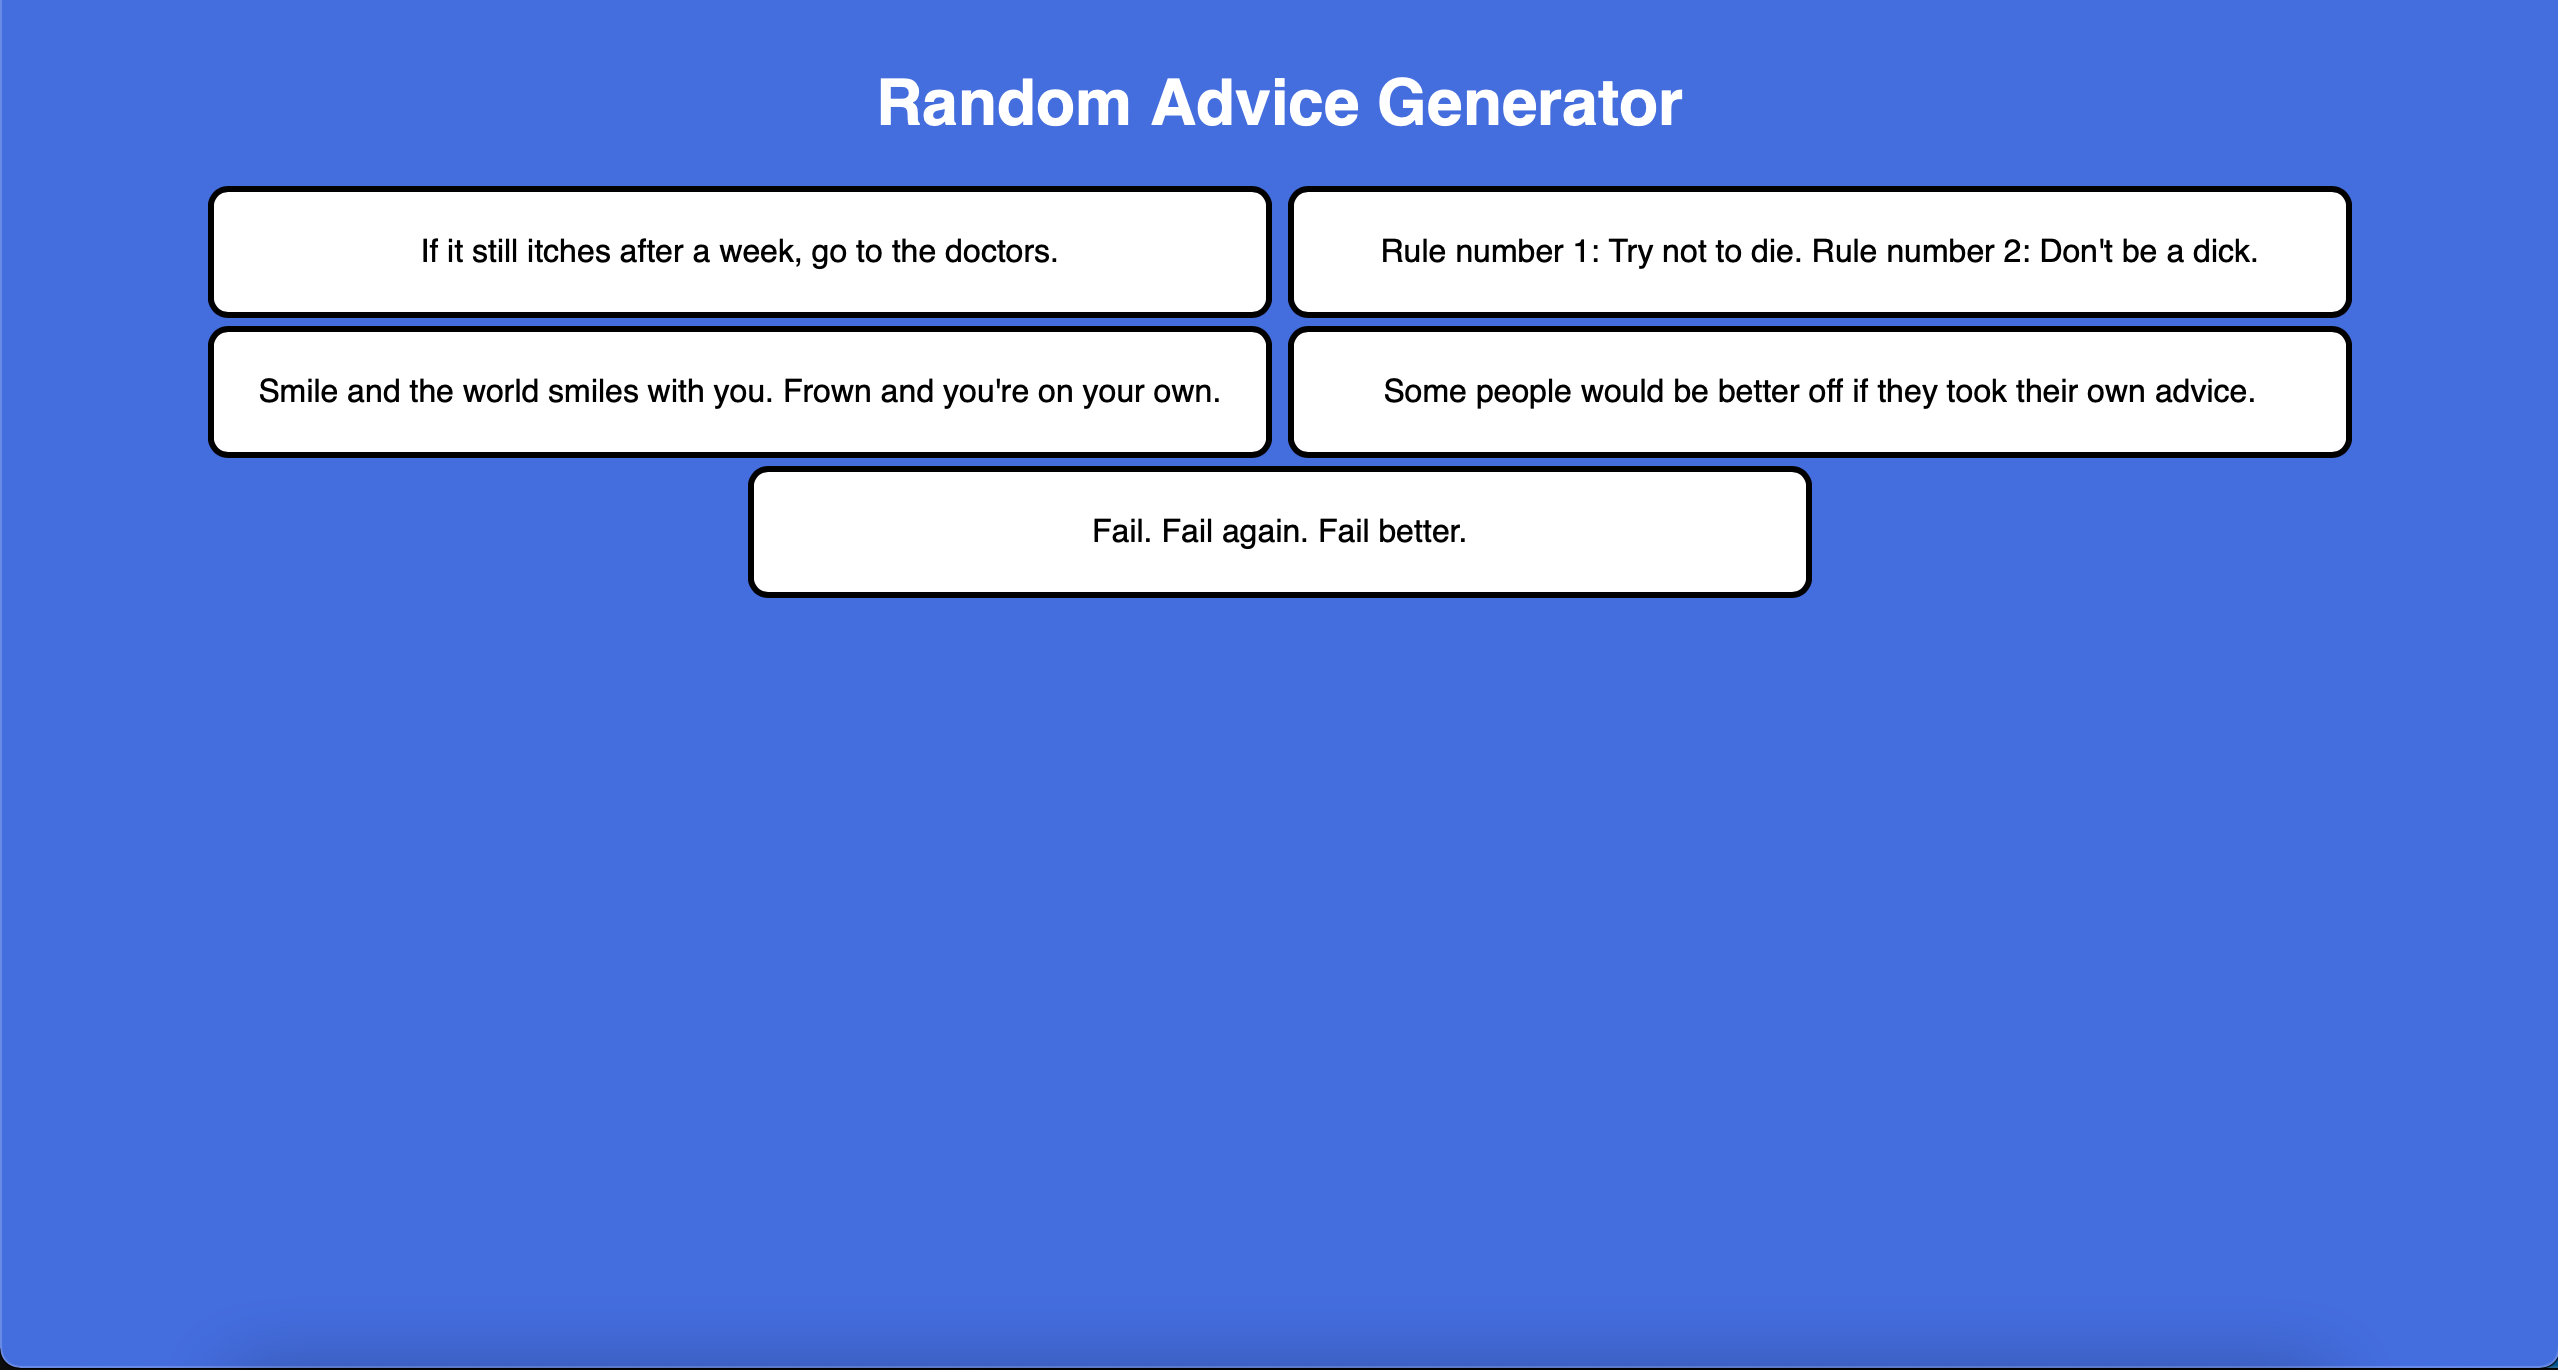 Random Advice Generator
If it still itches after a week, go to the doctors.
Rule number 1: Try not to die. Rule number 2: Don't be a dick.
Smile and the world smiles with you. Frown and you're on your own.
Some people would be better off if they took their own advice.
Fail. Fail again. Fail better.